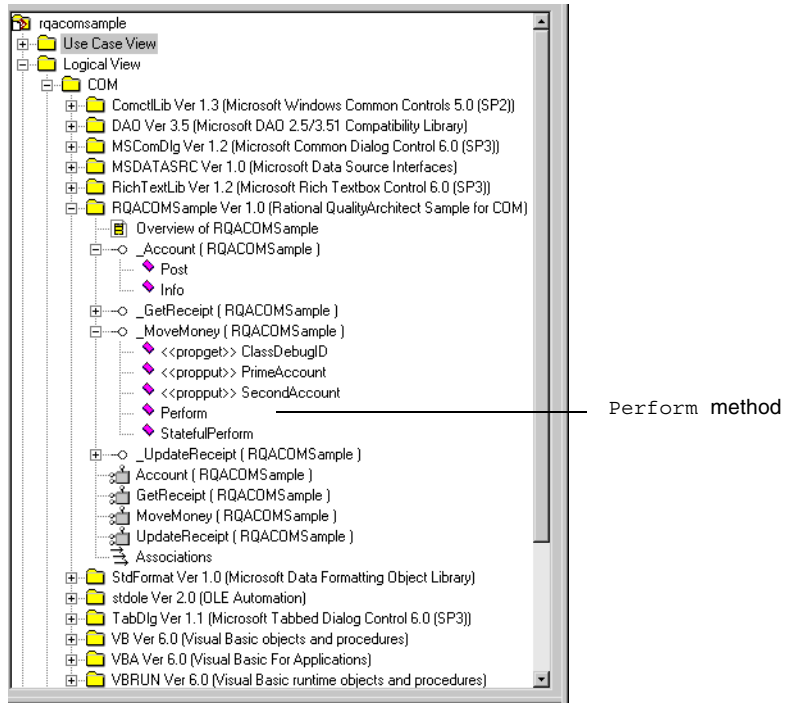 rqacomsample
Use Case View
Logical View
COM
ComctlLib Ver 1.3 (Microsoft Windows Common Controls 5.0 (SP2))
DAO Ver 3.5 (Microsoft DAO 2.5/3.51 Compatibility Library)
MSComDlg Ver 1.2 (Microsoft Common Dialog Control 6.0 (SP3))
MSDATASRC Ver 1.0 (Microsoft Data Source Interfaces)
RichTextLib Ver 1.2 (Microsoft Rich Textbox Control 6.0 (SP3))
RQACOMSample Ver 1.0 (Rational QualityArchitect Sample for COM)
Overview of RQACOMSample
_Account ( RQACOMSample )
Post
Info
_GetReceipt ( RQACOMSample )
_MoveMoney ( RQACOMSample )
<<propget>> ClassDebugID
<<propput>> PrimeAccount
<<propput>> SecondAccount
Perform
Perform method
StatefulPerform
_UpdateReceipt ( RQACOMSample )
Account ( RQACOMSample )
GetReceipt ( RQACOMSample )
MoveMoney ( RQACOMSample )
UpdateReceipt ( RQACOMSample )
Associations
StdFormat Ver 1.0 (Microsoft Data Formatting Object Library)
stdole Ver 2.0 (OLE Automation)
TabDlg Ver 1.1 (Microsoft Tabbed Dialog Control 6.0 (SP3))
VB Ver 6.0 (Visual Basic objects and procedures)
VBA Ver 6.0 (Visual Basic For Applications)
VBRUN Ver 6.0 (Visual Basic runtime objects and procedures)